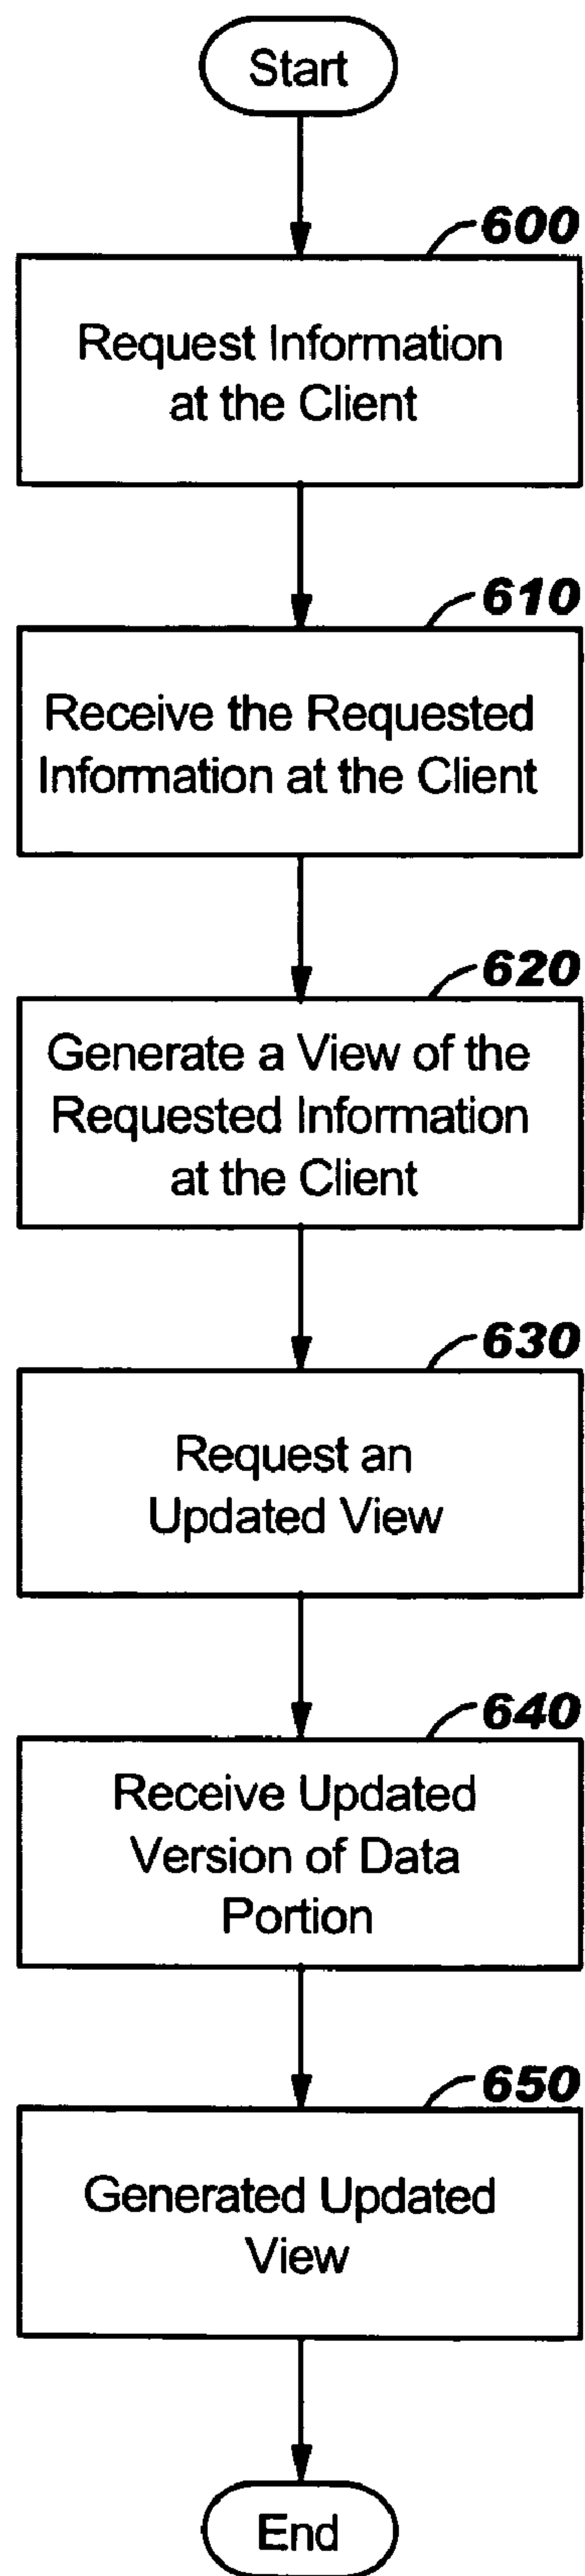 Start
600
Request Information
at the Client
610
Receive the Requested
Information at the Client
620
Generate a View of the
Requested Information
at the Client
630
Request an
Updated View
640
Receive Updated
Version of Data
Portion
650
Generated Updated
View
End